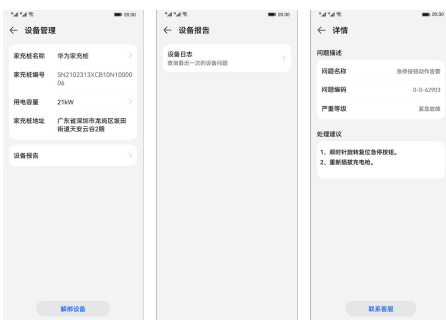 20:30
设备管理
家充桩名称 华为家充桩
家充桩编号 SN2102313XCB10N10000
06
用电容量 21kW
家充桩地址 广东省深圳市龙岗区坂田
街道天安云谷2期
设备报告
解绑设备
20:30
设备报告
设备日志
查询最近一次的设备问题
20:30
详情
问题描述
问题名称 急停按钮动作告警
问题编码 0-0-62903
严重等级 紧急故障
处理建议
1、顺时针旋转复位急停按钮。
2、重新插拔充电枪。
联系客服